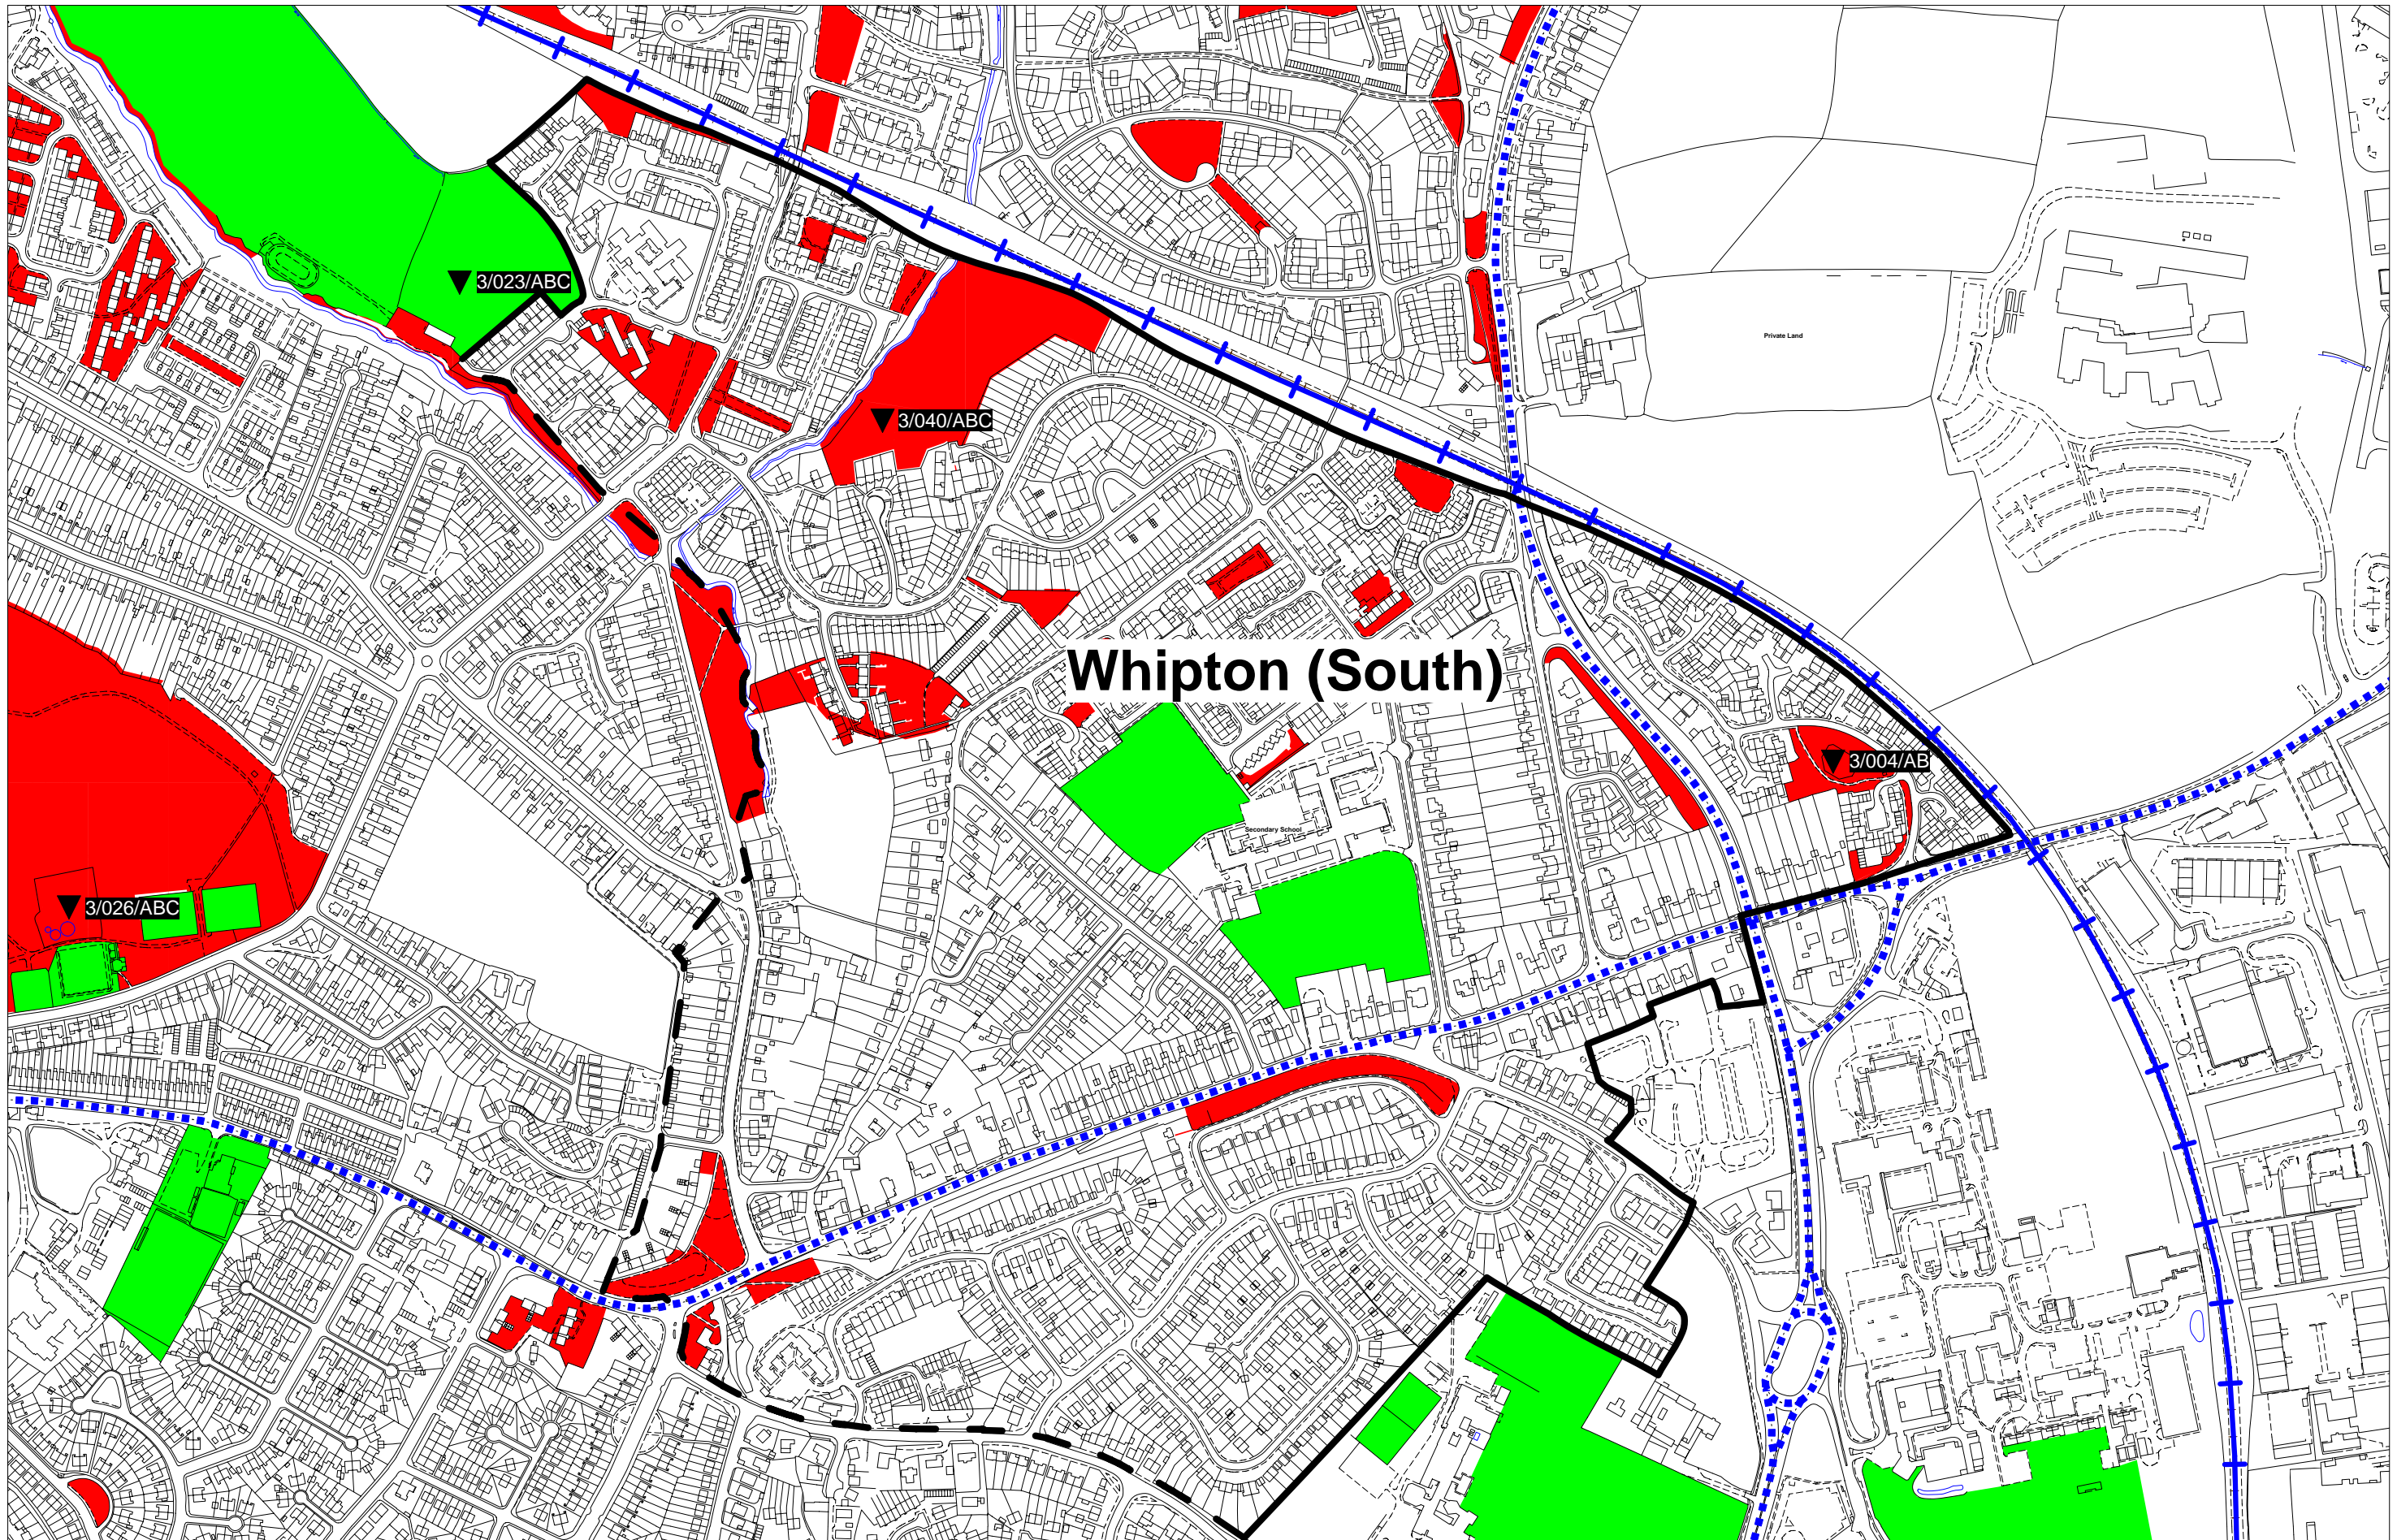 3/023/ABC
Private Land
3/040/ABC
Whipton (South)
3/004/AB
Secondary School
3/026/ABC